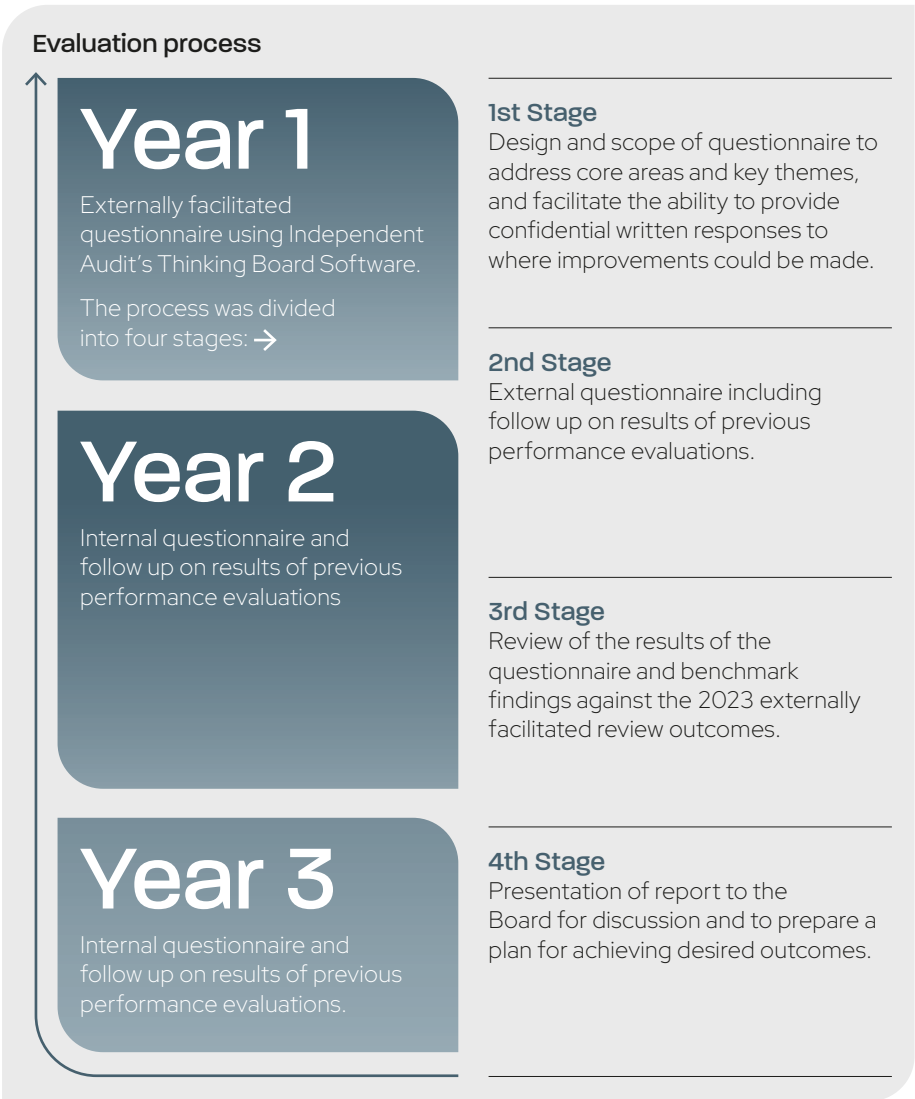 Evaluation process
Year 1
Externally facilitated
questionnaire using Independent
Audit’s Thinking Board Software.
The process was divided
into four stages: →
Year 2
Internal questionnaire and
follow up on results of previous
performance evaluations
Year 3
Internal questionnaire and
follow up on results of previous
performance evaluations.
1st Stage
Design and scope of questionnaire to
address core areas and key themes,
and facilitate the ability to provide
confidential written responses to
where improvements could be made.
2nd Stage
External questionnaire including
follow up on results of previous
performance evaluations.
3rd Stage
Review of the results of the
questionnaire and benchmark
findings against the 2023 externally
facilitated review outcomes.
4th Stage
Presentation of report to the
Board for discussion and to prepare a
plan for achieving desired outcomes.